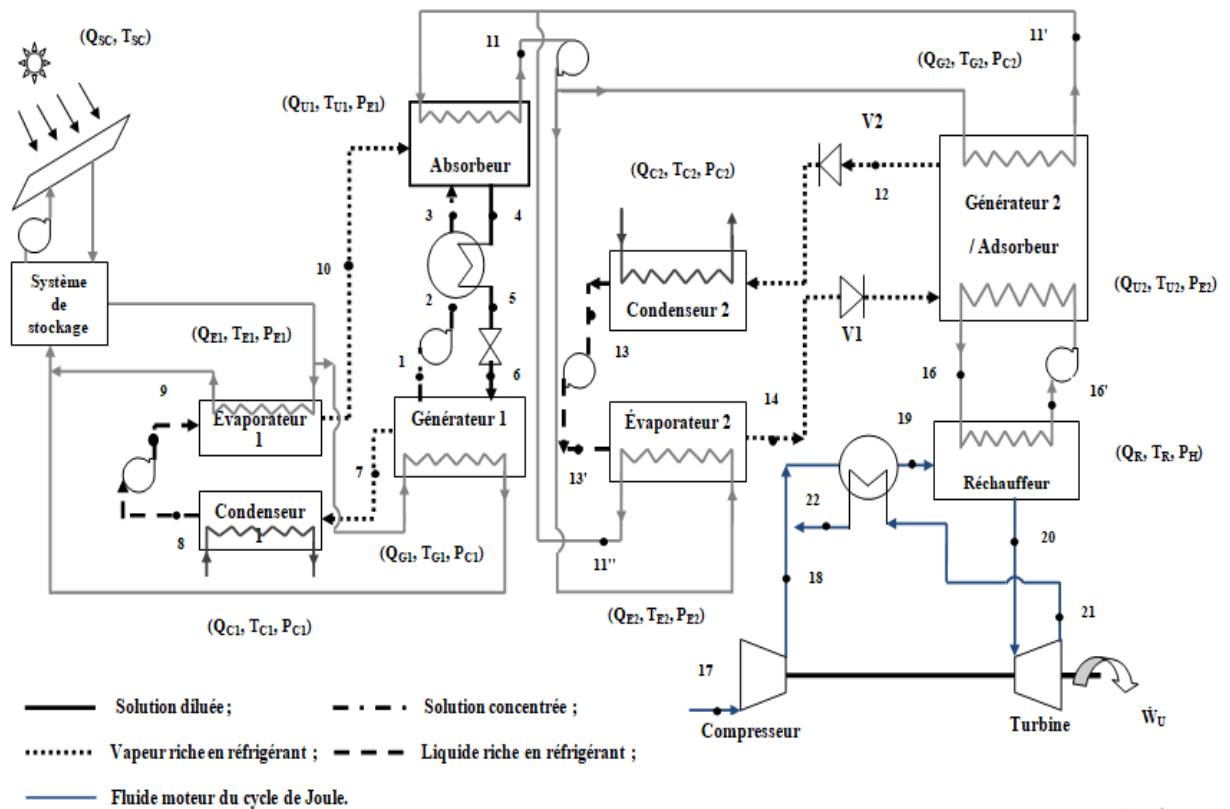 (QSC, TSC)
11
11'
(QG2, TG2, PC2)
(QU1, TU1, PE1)
V2
Absorbeur
(QC2, TC2, PC2)
12
Générateur 2
/ Adsorbeur
3
4
10
Système
de
stockage
2
5
Condenseur 2
(QU2, TU2, PE2)
V1
(QE1, TE1, PE1)
1
6
13
16
16'
9
Évaporateur
1
Générateur 1
Évaporateur 2
14
19
7
13'
(QR, TR, PH)
Réchauffeur
Condenseur
1
8
22
(QG1, TG1, PC1)
11''
20
18
(QC1, TC1, PC1)
(QE2, TE2, PE2)
21
17
Compresseur
Turbine
ẆU
Solution diluée ;
Solution concentrée ;
Vapeur riche en réfrigérant ;
Liquide riche en réfrigérant ;
Fluide moteur du cycle de Joule.